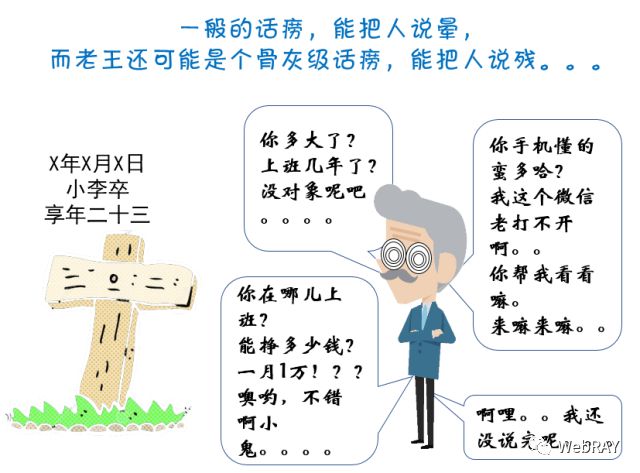 一般的话痨，能把人说晕，
而老王还可能是个骨灰级话痨，能把人说残。。。
X年X月X日
小李卒
享年二十三
你多大了？
上班几年了？
没对象呢吧
。。。。
你手机懂的
蛮多哈？
我这个微信
老打不开
啊。。
你帮我看看
嘛。
来嘛来嘛。。
你在哪儿上
班？
能挣多少钱？
一月1万！？？
噢哟，不错
啊小
鬼。。。。
啊哩。。我还
没说完呢。。。
WebRAY